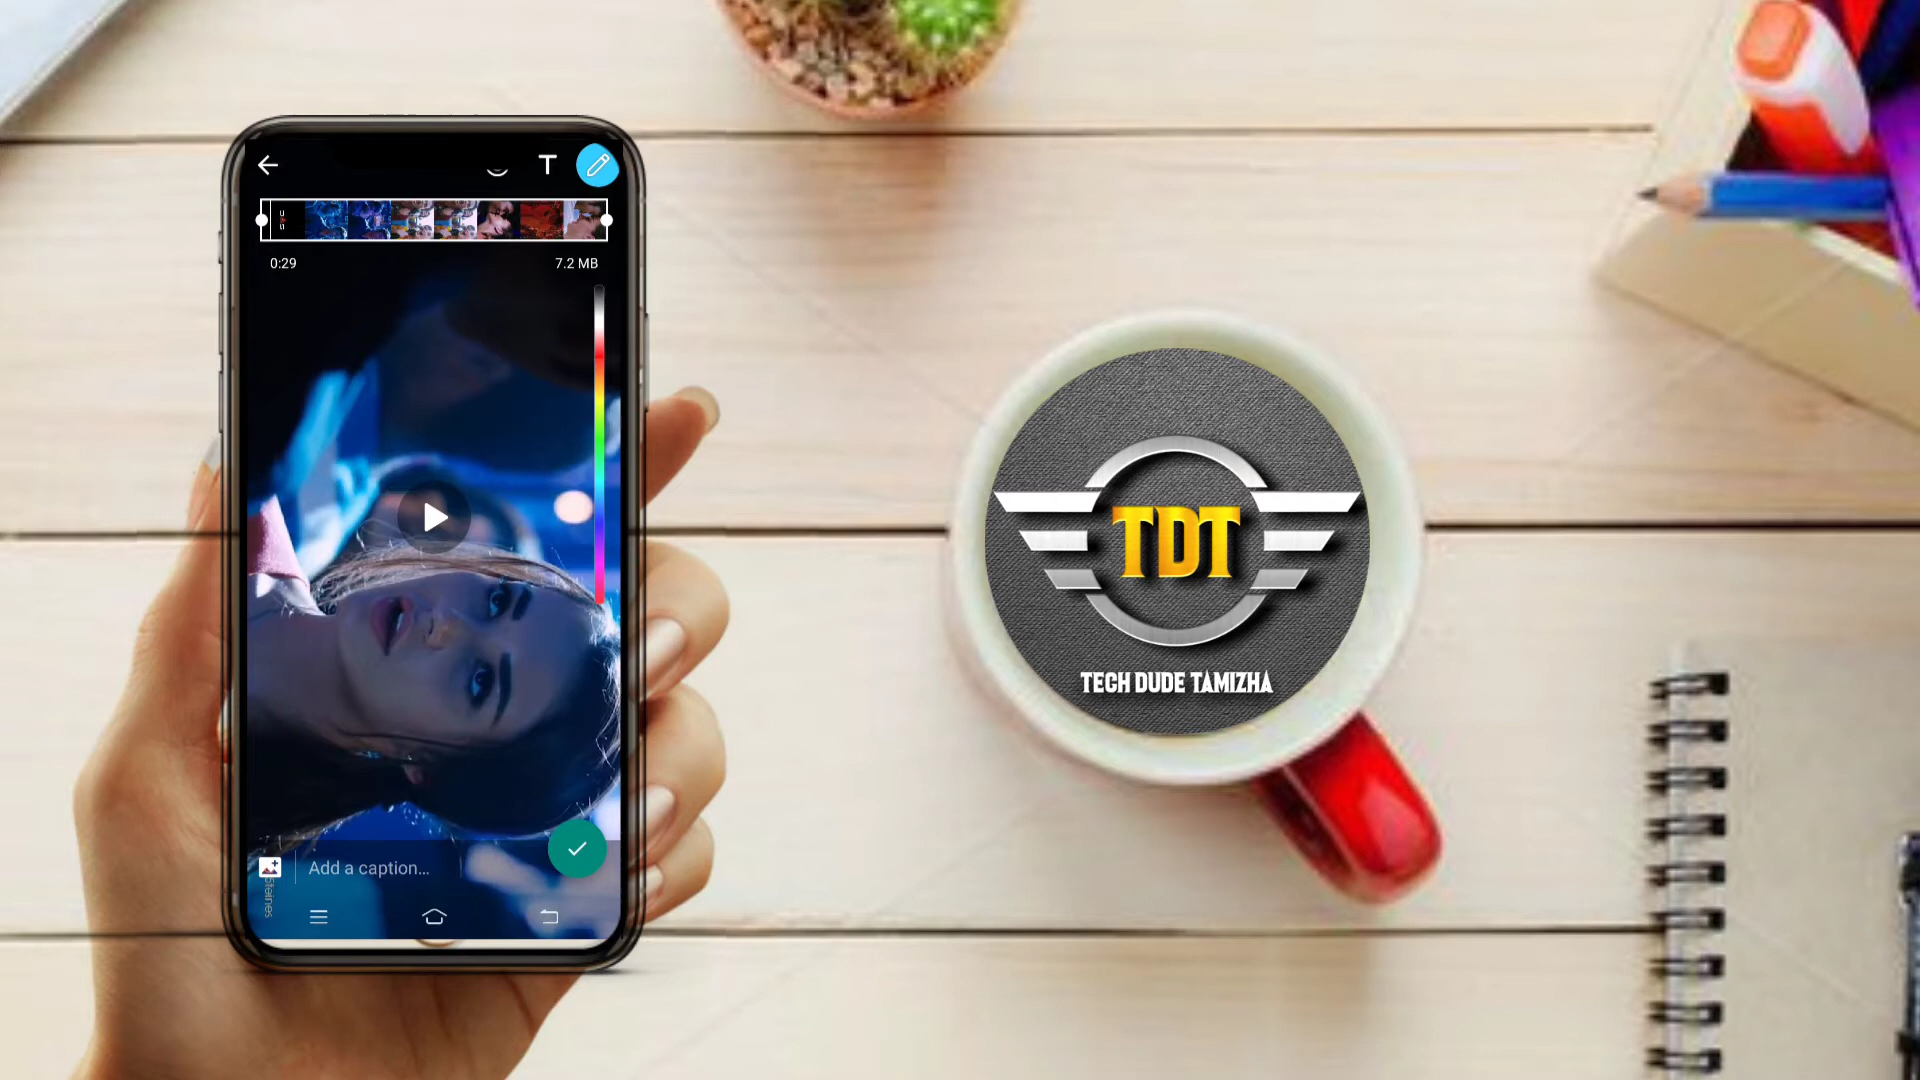 T
0:29
7.2 MB
Add a caption...
TDT
TECH DUDE TAMIZHA